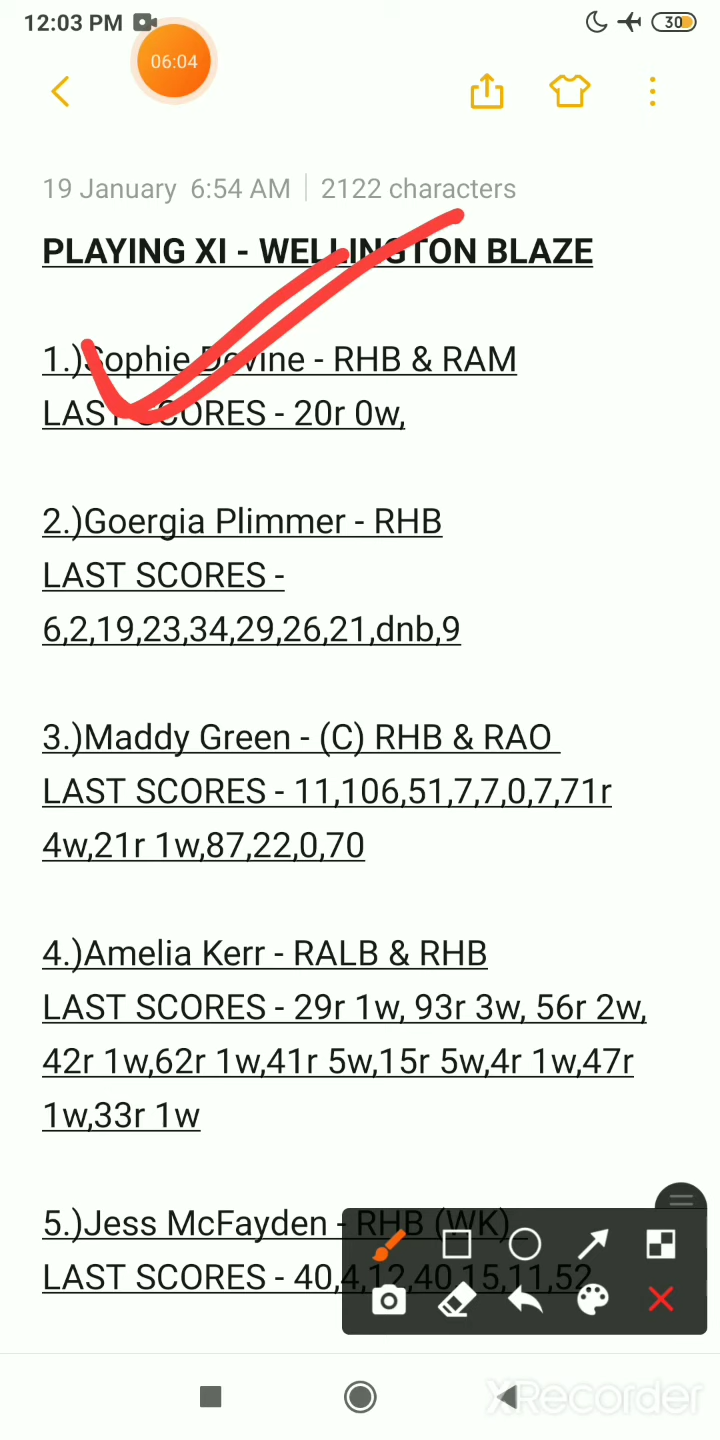 12:03 PM
30
06:04
19 January 6:54 AM | 2122 characters
PLAYING XI - WELLINGTON BLAZE
1.)Sophie Devine - RHB & RAM
LAST SCORES - 20r 0w,
2.)Goergia Plimmer - RHB
LAST SCORES -
6,2,19,23,34,29,26,21,dnb,9
3.)Maddy Green - (C) RHB & RAO
LAST SCORES - 11,106,51,7,7,0,7,71r
4w,21r 1w,87,22,0,70
4.)Amelia Kerr - RALB & RHB
LAST SCORES - 29r 1w, 93r 3w, 56r 2w,
42r 1w,62r 1w,41r 5w,15r 5w,4r 1w,47r
1w,33r 1w
5.)Jess McFayden - RHB (WK)
LAST SCORES - 40,4,12,40,15,11,52
XRecorder